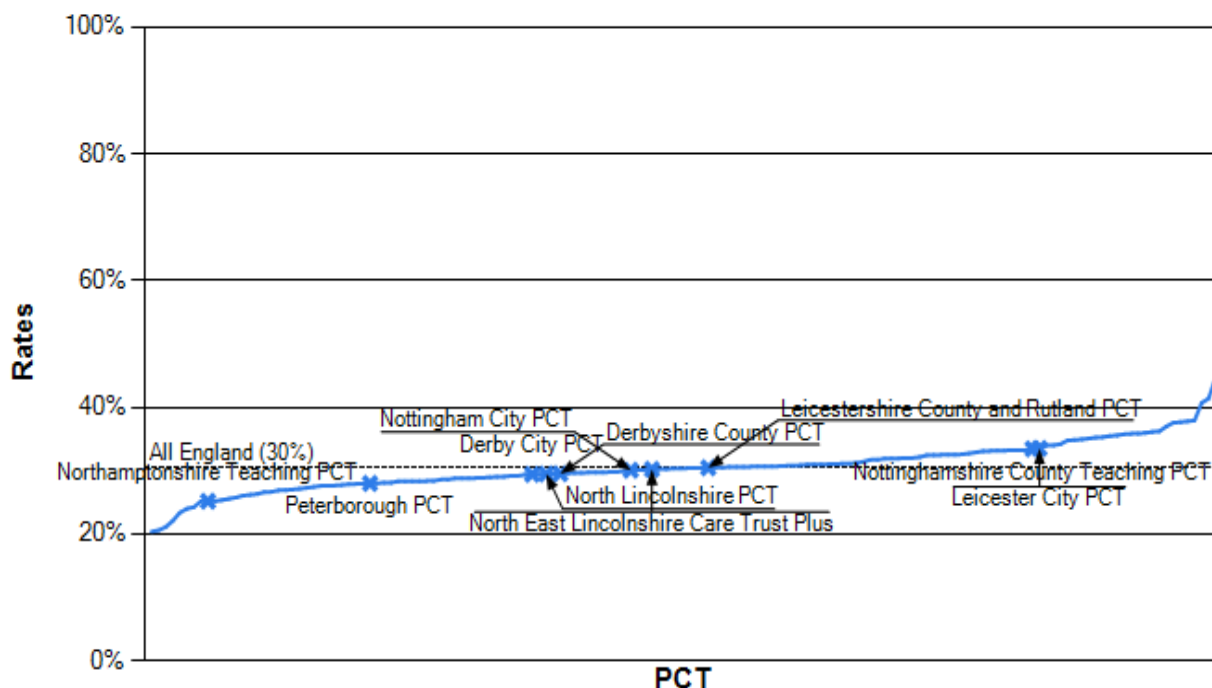 100%
80%
60%
40%
20%
0%
Rates
PCT
All England (30%)
Northamptonshire Teaching PCT
Peterborough PCT
Nottingham City PCT
Derby City PCT
Derbyshire County PCT
North Lincolnshire PCT
North East Lincolnshire Care Trust Plus
Leicestershire County and Rutland PCT
Nottinghamshire County Teaching PCT
Leicester City PCT